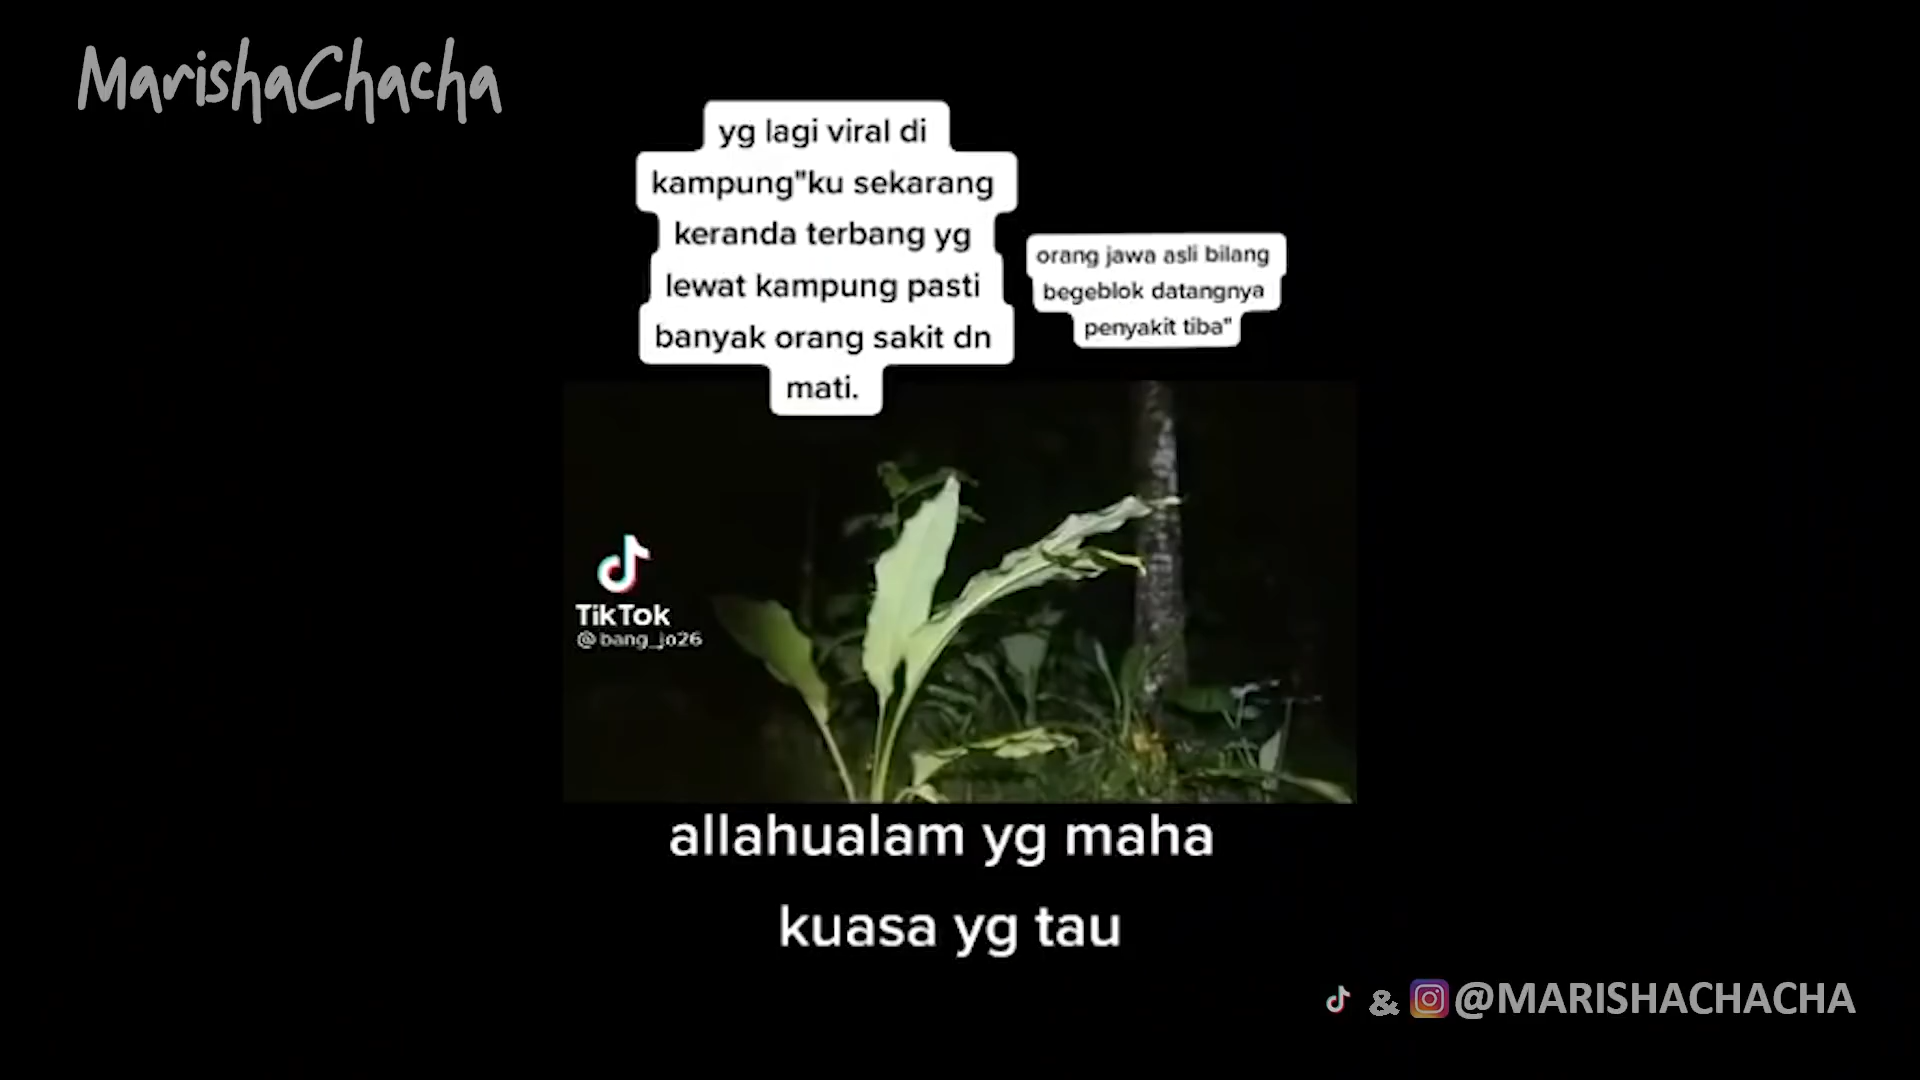 MarishaChacha
yg lagi viral di
kampung"ku sekarang
keranda terbang yg
lewat kampung pasti
banyak orang sakit dn
mati.
orang jawa asli bilang
begeblok datangnya
penyakit tiba"
TikTok
@bang_jo26
allahualam yg maha
kuasa yg tau
& @MARISHACHACHA